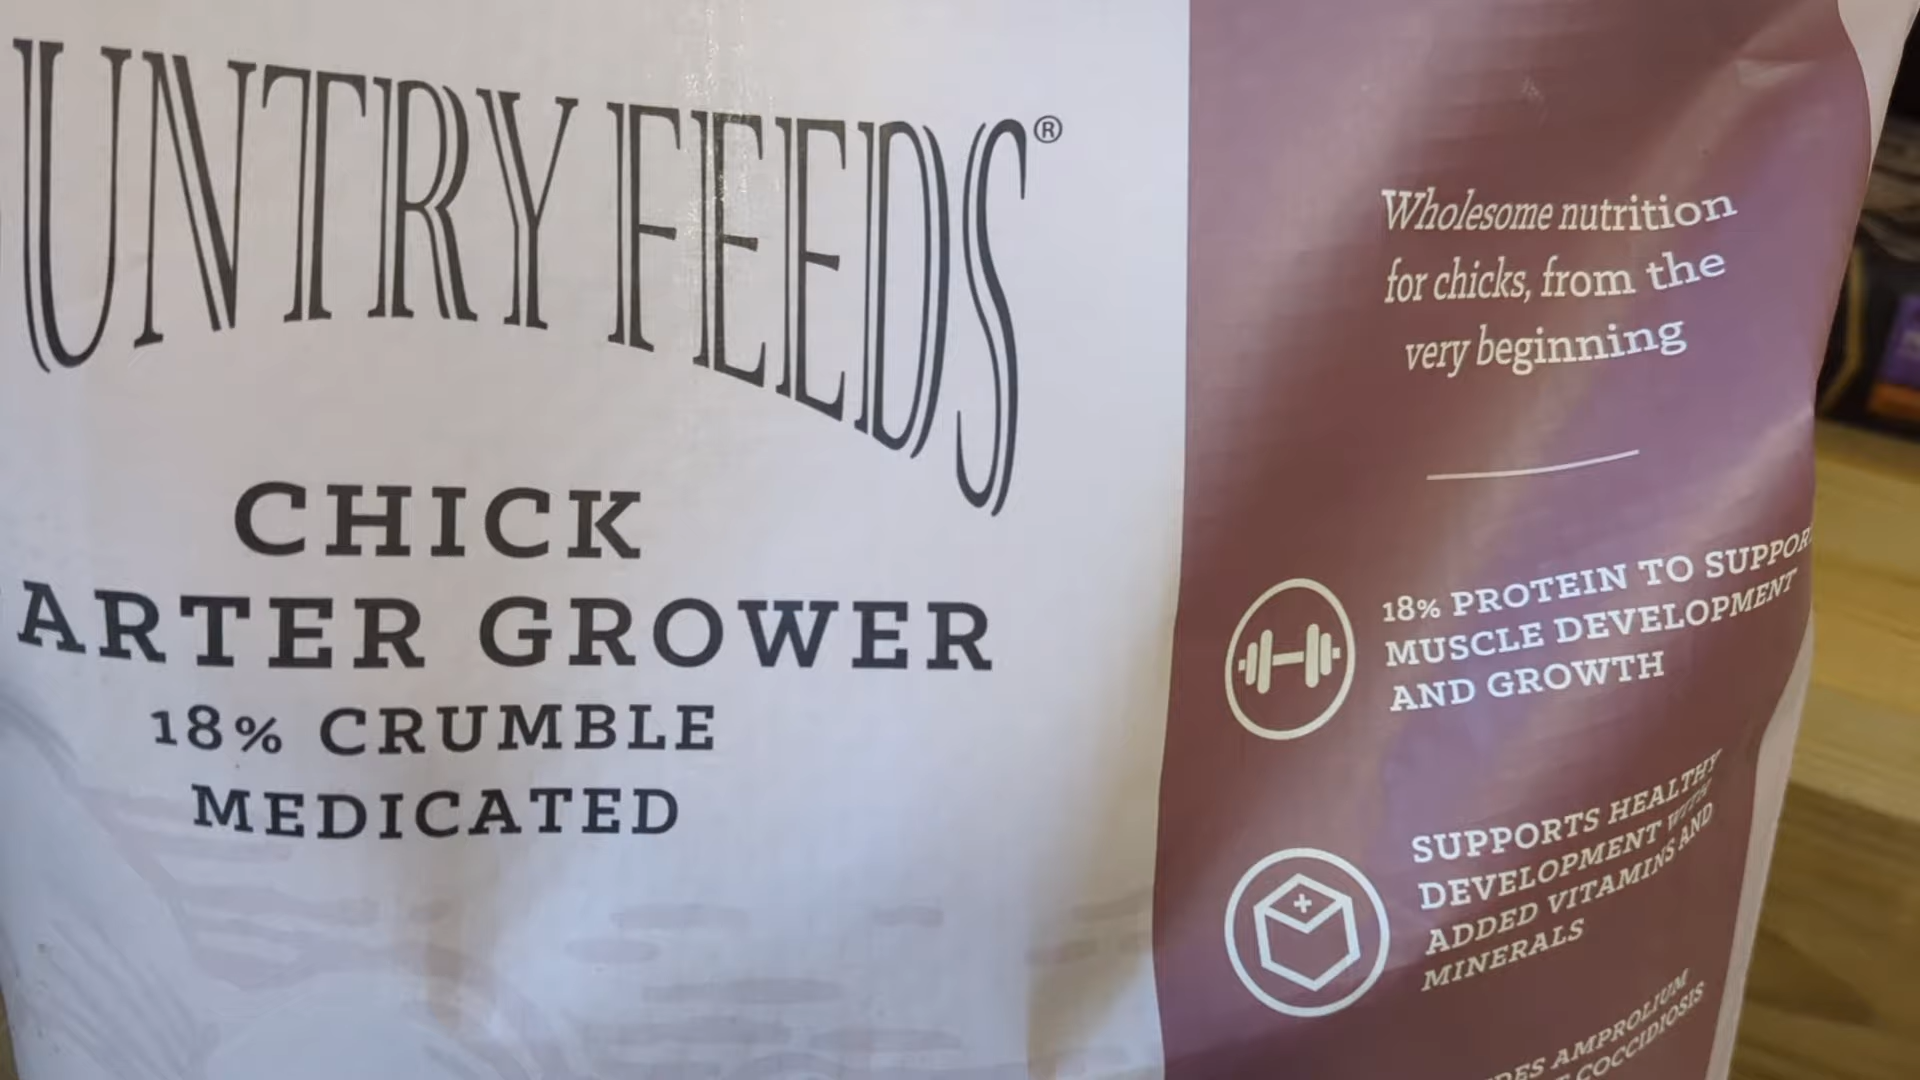 UNTRY FEEDS®
CHICK
ARTER GROWER
18% CRUMBLE
MEDICATED
Wholesome nutrition
for chicks, from the
very beginning
18% PROTEIN TO SUPPOR
MUSCLE DEVELOPMENT
AND GROWTH
SUPPORTS HEALTHY
DEVELOPMENT WITH
ADDED VITAMINS AND
MINERALS
DES AMPROLIUM
COCCIDIOSIS